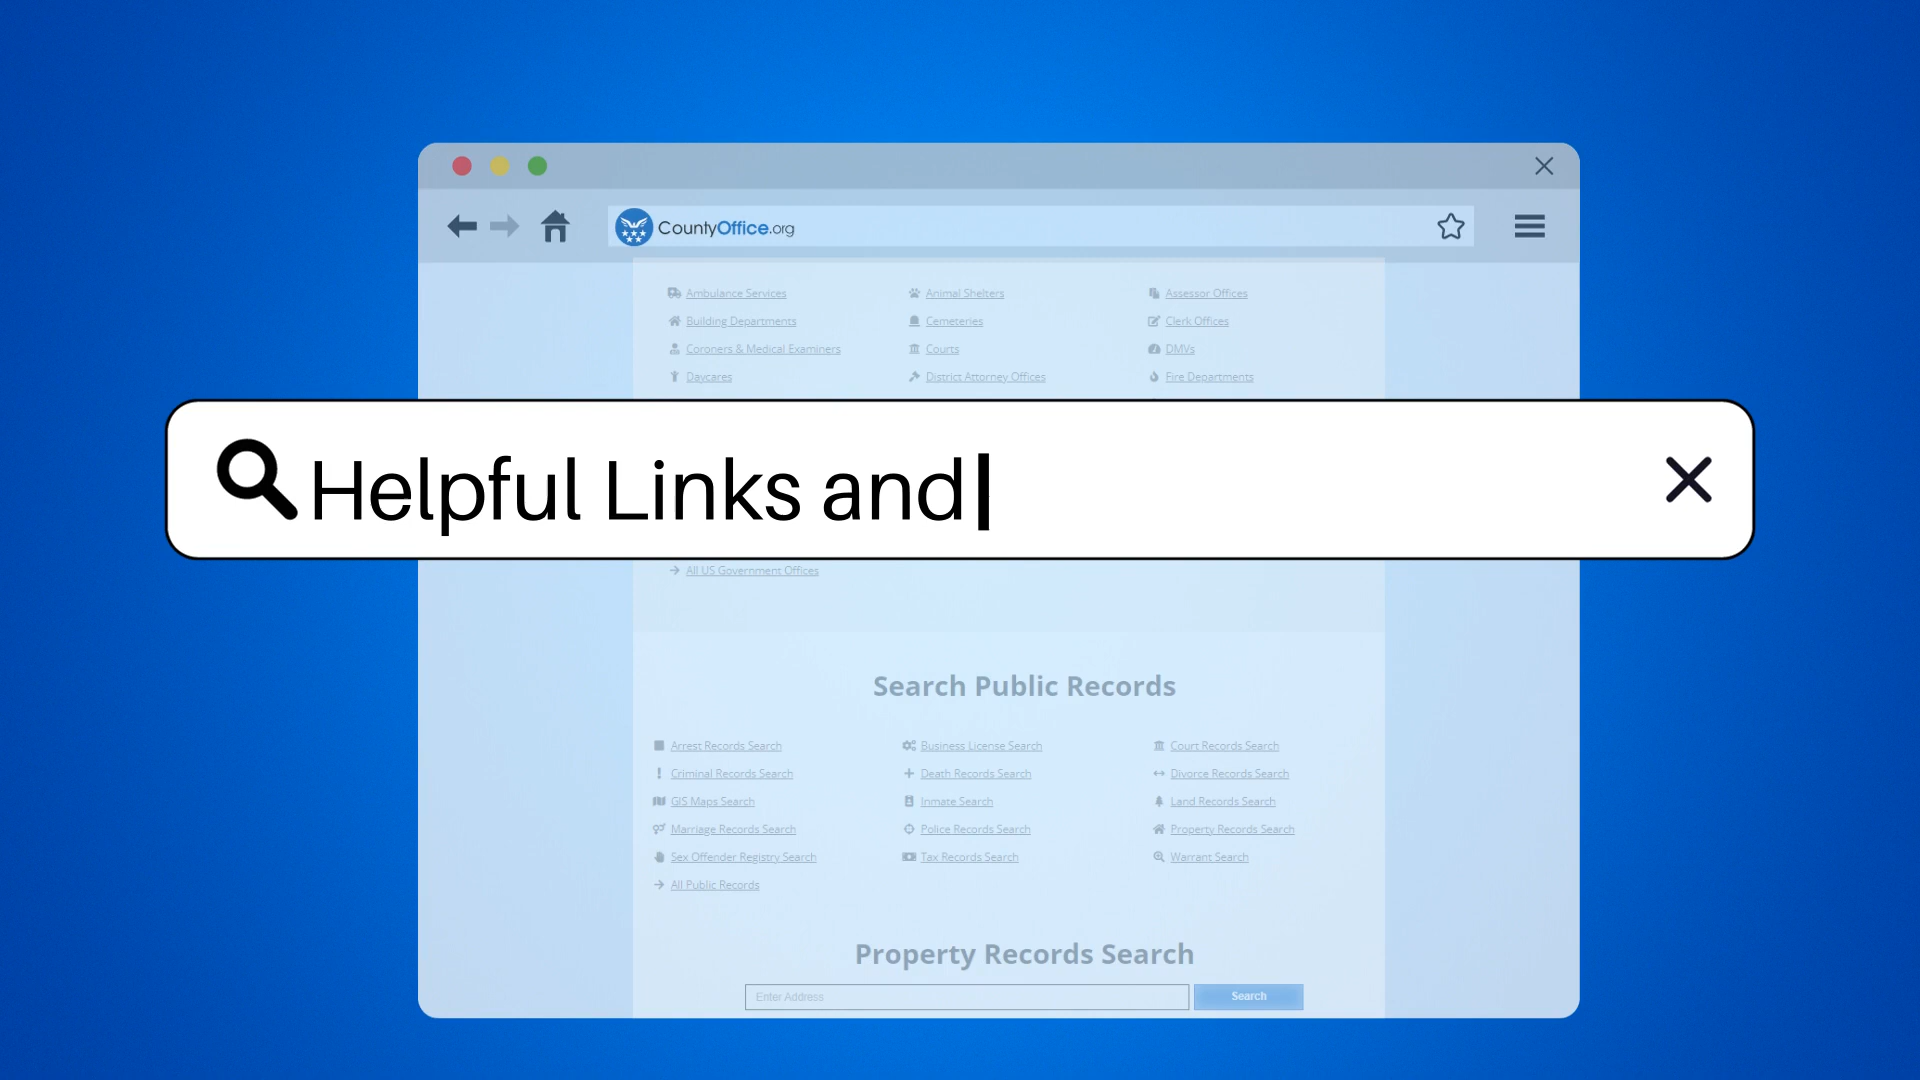 CountyOffice.org
Ambulance Services Animal Shelters Assessor Offices
Building Departments Cemeteries Clerk Offices
Coroners & Medical Examiners Courts DMVs
Daycares District Attorney Offices Fire Departments
Helpful Links and
All US Government Offices
Search Public Records
Arrest Records Search Business License Search Court Records Search
Criminal Records Search Death Records Search Divorce Records Search
GIS Maps Search Inmate Search Land Records Search
Marriage Records Search Police Records Search Property Records Search
Sex Offender Registry Search Tax Records Search Warrant Search
All Public Records
Property Records Search
Enter Address Search